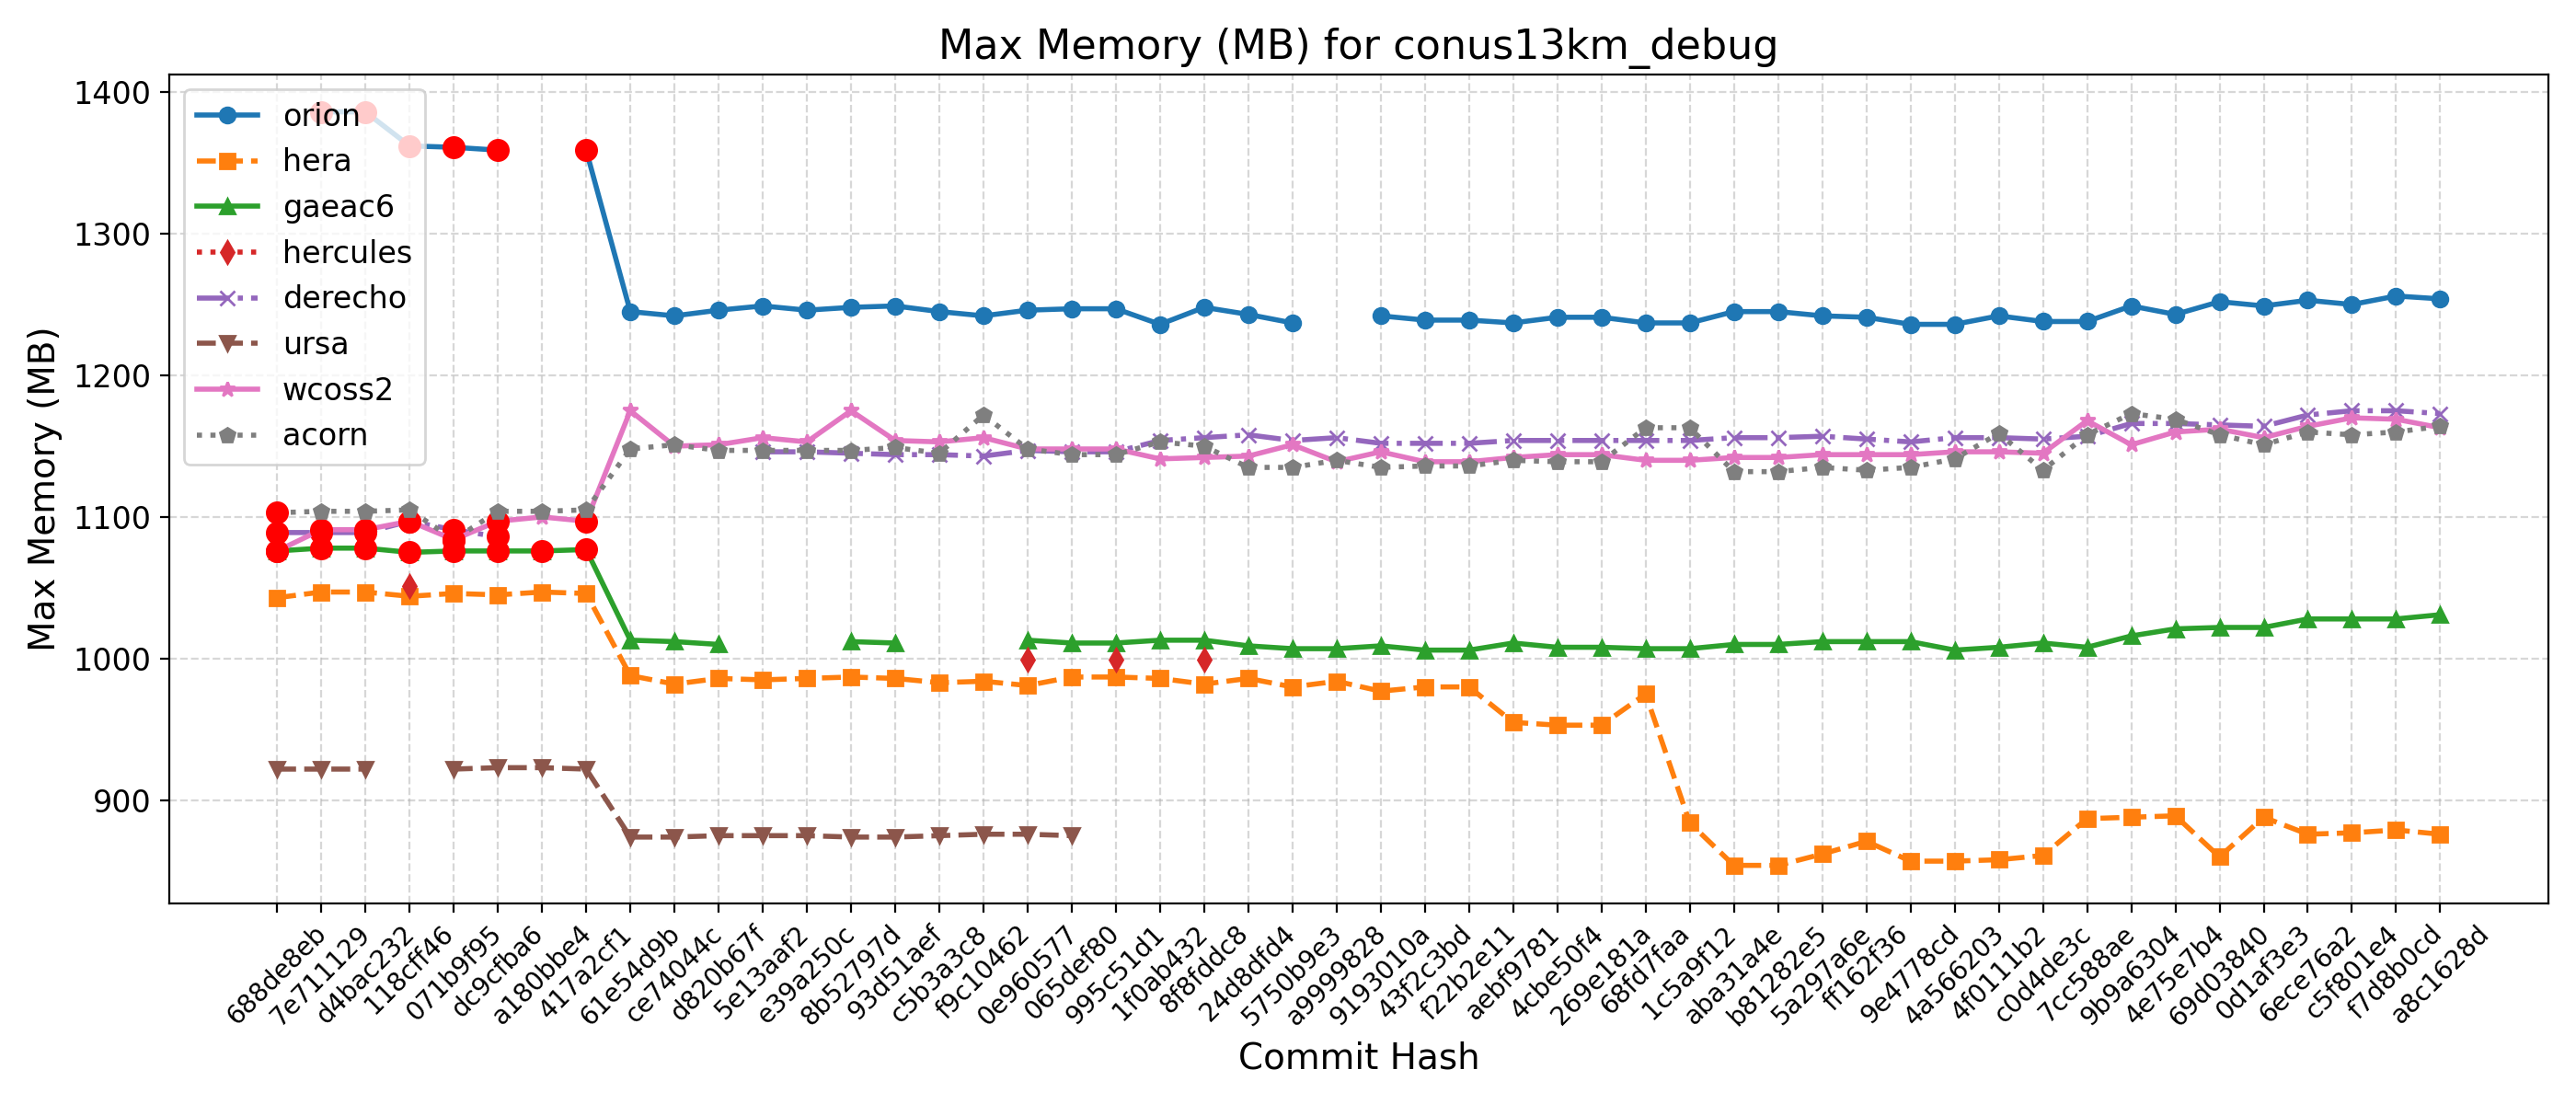 Max Memory (MB) for conus13km_debug
Max Memory (MB)
1400
1300
1200
1100
1000
900
orion
hera
gaeac6
hercules
derecho
ursa
wcoss2
acorn
688de8eb
7e711129
d4bac232
118cff46
071b9f95
dc9cfba6
a180bbe4
417a2cf1
61e54d9b
ce74044c
d820b67f
5e13aaf2
e39a250c
8b52797d
93d51aef
c5b3a3c8
f9c10462
0e960577
065def80
995c51d1
1f0ab432
8f8fddc8
24d8dfd4
5750b9e3
a9999828
9193010a
43f2c3bd
f22b2e11
aebf9781
4cbe50f4
269e181a
68fd7faa
1c5a9f12
aba31a4e
b81282e5
5a297a6e
ff162f36
9e4778cd
4a566203
4f0111b2
c0d4de3c
7cc588ae
9b9a6304
4e75e7b4
69d03840
0d1af3e3
6ece76a2
c5f801e4
f7d8b0cd
a8c1628d
Commit Hash